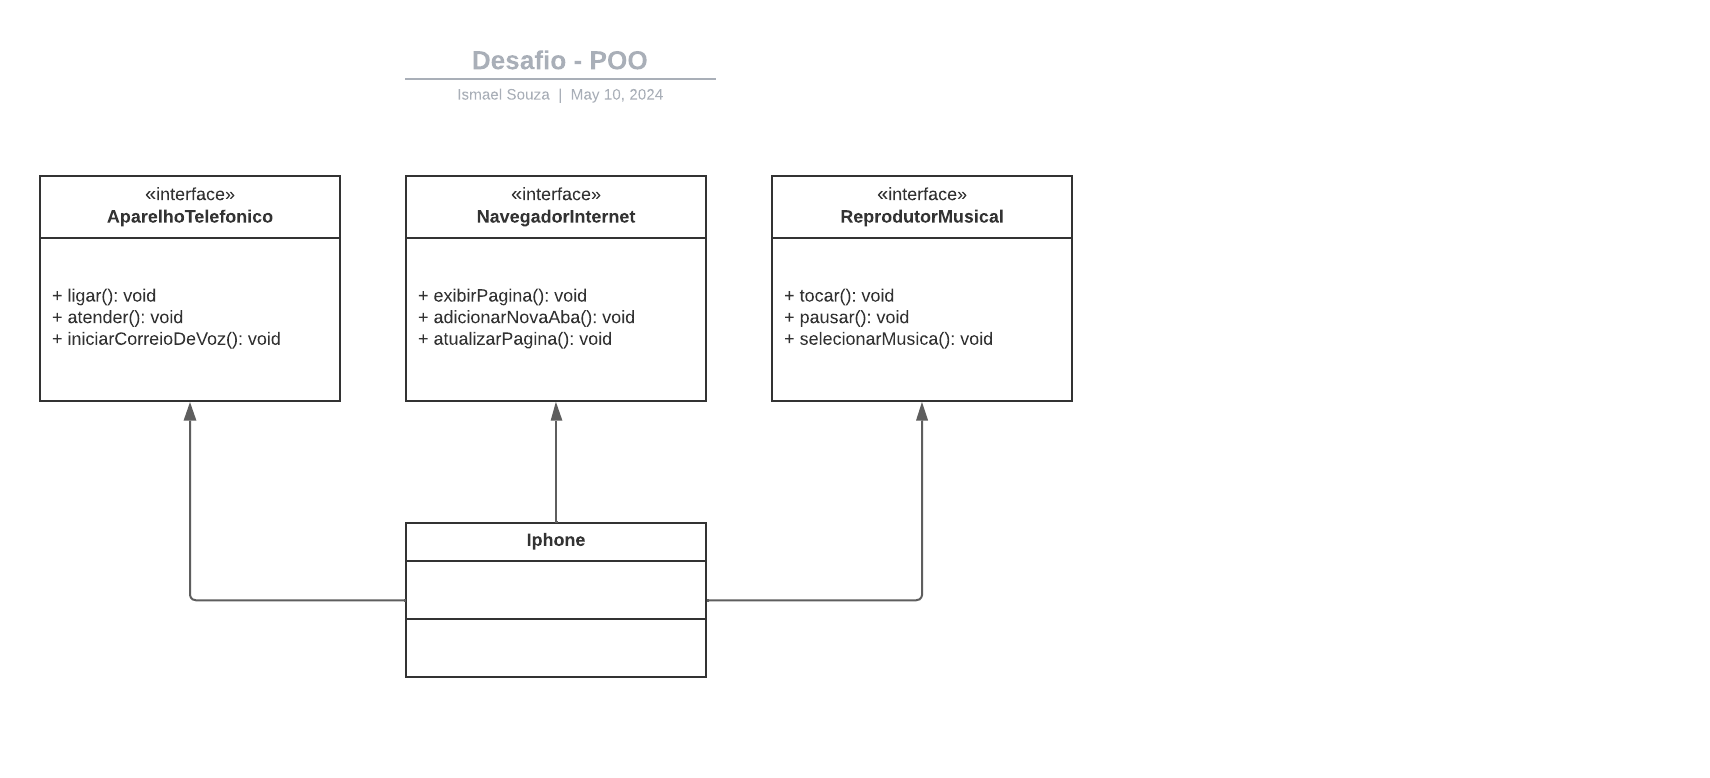 Desafio - POO
Ismael Souza | May 10, 2024
«interface»
AparelhoTelefonico
+ ligar(): void
+ atender(): void
+ iniciarCorreioDeVoz(): void
«interface»
NavegadorInternet
+ exibirPagina(): void
+ adicionarNovaAba(): void
+ atualizarPagina(): void
«interface»
ReprodutorMusical
+ tocar(): void
+ pausar(): void
+ selecionarMusica(): void
Iphone